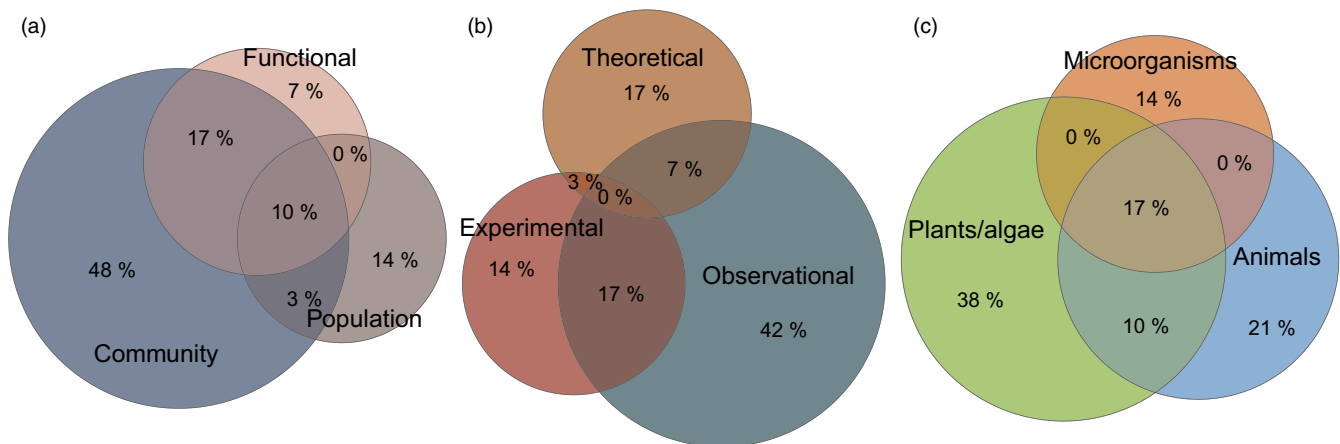 (a)
Functional
7 %
17 %
0 %
10 %
48 %
14 %
3 %
Population
Community
(b)
Theoretical
17 %
7 %
3 %
0 %
Experimental
14 %
17 %
Observational
42 %
(c)
Microorganisms
14 %
0 %
0 %
17 %
Plants/algae
Animals
38 %
10 %
21 %